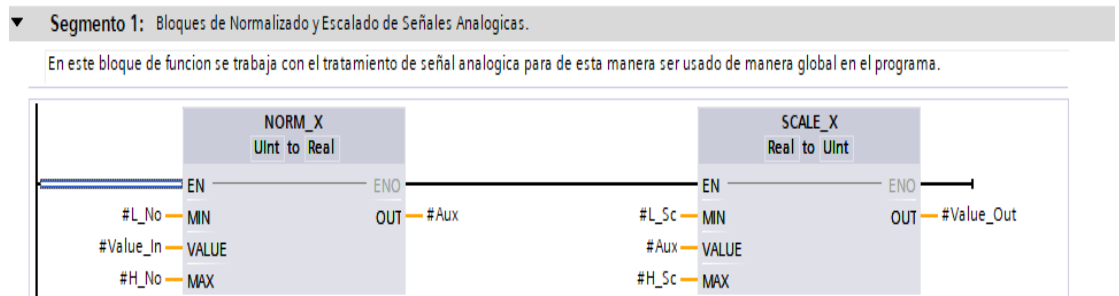 Segmento 1: Bloques de Normalizado y Escalado de Señales Analogicas.
En este bloque de funcion se trabaja con el tratamiento de señal analogica para de esta manera ser usado de manera global en el programa.
NORM_X
UInt to Real
EN ENO
#L_No MIN OUT #Aux
#Value_In VALUE
#H_No MAX
SCALE_X
Real to UInt
EN ENO
#L_Sc MIN OUT #Value_Out
#Aux VALUE
#H_Sc MAX